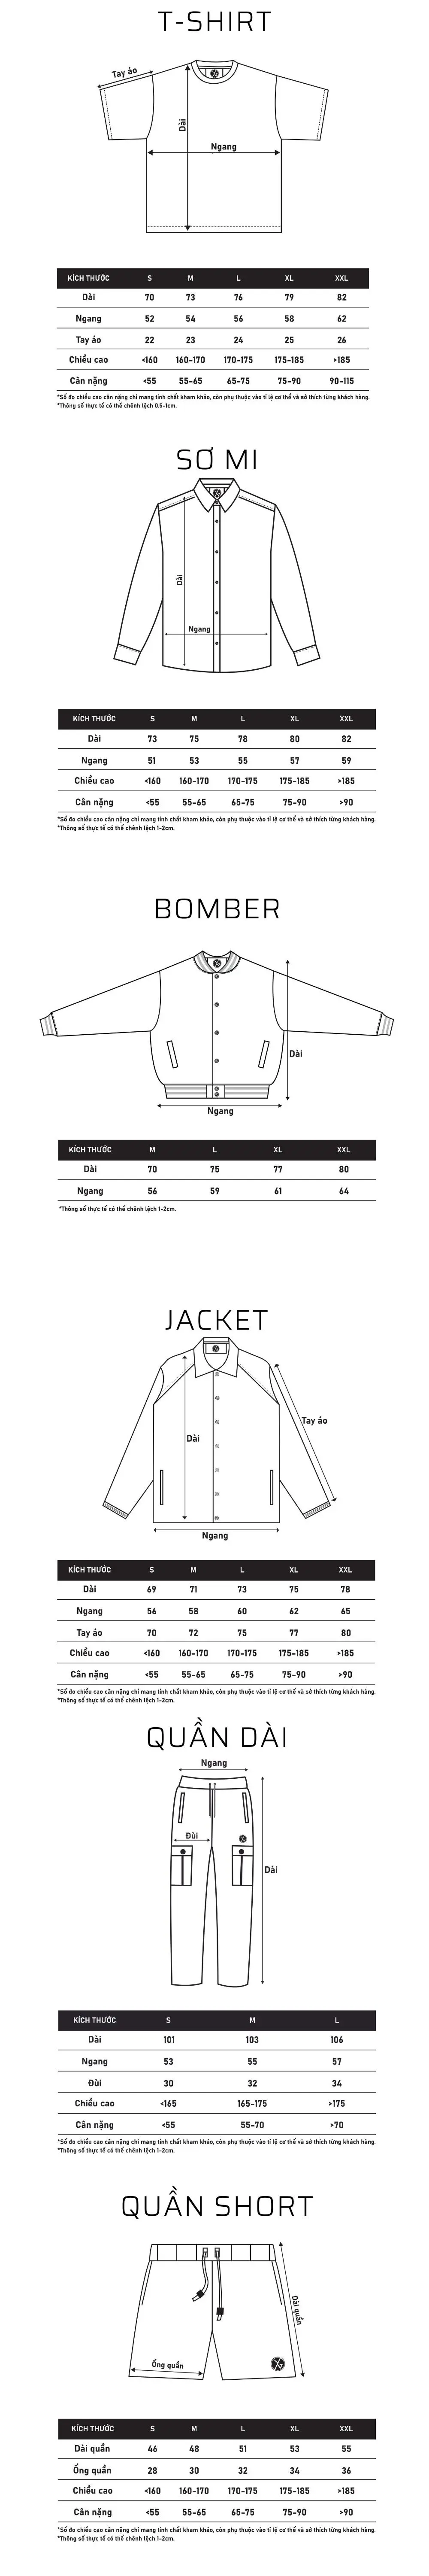 T-SHIRT
Tay áo
Dài
Ngang
KÍCH THƯỚC S M L XL XXL
Dài 70 73 76 79 82
Ngang 52 54 56 58 62
Tay áo 22 23 24 25 26
Chiều cao <160 160-170 170-175 175-185 >185
Cân nặng <55 55-65 65-75 75-90 90-115
*Số đo chiều cao cân nặng chỉ mang tính chất kham khảo, còn phụ thuộc vào tỉ lệ cơ thể và sở thích từng khách hàng.
*Thông số thực tế có thể chênh lệch 0.5-1cm.
SƠ MI
Dài
Ngang
KÍCH THƯỚC S M L XL XXL
Dài 73 75 78 80 82
Ngang 51 53 55 57 59
Chiều cao <160 160-170 170-175 175-185 >185
Cân nặng <55 55-65 65-75 75-90 >90
*Số đo chiều cao cân nặng chỉ mang tính chất kham khảo, còn phụ thuộc vào tỉ lệ cơ thể và sở thích từng khách hàng.
*Thông số thực tế có thể chênh lệch 1-2cm.
BOMBER
Dài
Ngang
KÍCH THƯỚC M L XL XXL
Dài 70 75 77 80
Ngang 56 59 61 64
*Thông số thực tế có thể chênh lệch 1-2cm.
JACKET
Tay áo
Dài
Ngang
KÍCH THƯỚC S M L XL XXL
Dài 69 71 73 75 78
Ngang 56 58 60 62 65
Tay áo 70 72 75 77 80
Chiều cao <160 160-170 170-175 175-185 >185
Cân nặng <55 55-65 65-75 75-90 >90
*Số đo chiều cao cân nặng chỉ mang tính chất kham khảo, còn phụ thuộc vào tỉ lệ cơ thể và sở thích từng khách hàng.
*Thông số thực tế có thể chênh lệch 1-2cm.
QUẦN DÀI
Ngang
Đùi
Dài
KÍCH THƯỚC S M L
Dài 101 103 106
Ngang 53 55 57
Đùi 30 32 34
Chiều cao <165 165-175 >175
Cân nặng <55 55-70 >70
*Số đo chiều cao cân nặng chỉ mang tính chất kham khảo, còn phụ thuộc vào tỉ lệ cơ thể và sở thích từng khách hàng.
*Thông số thực tế có thể chênh lệch 1-2cm.
QUẦN SHORT
Dài quần
Ống quần
KÍCH THƯỚC S M L XL XXL
Dài quần 46 48 51 53 55
Ống quần 28 30 32 34 36
Chiều cao <160 160-170 170-175 175-185 >185
Cân nặng <55 55-65 65-75 75-90 >90
*Số đo chiều cao cân nặng chỉ mang tính chất kham khảo, còn phụ thuộc vào tỉ lệ cơ thể và sở thích từng khách hàng.
*Thông số thực tế có thể chênh lệch 1-2cm.